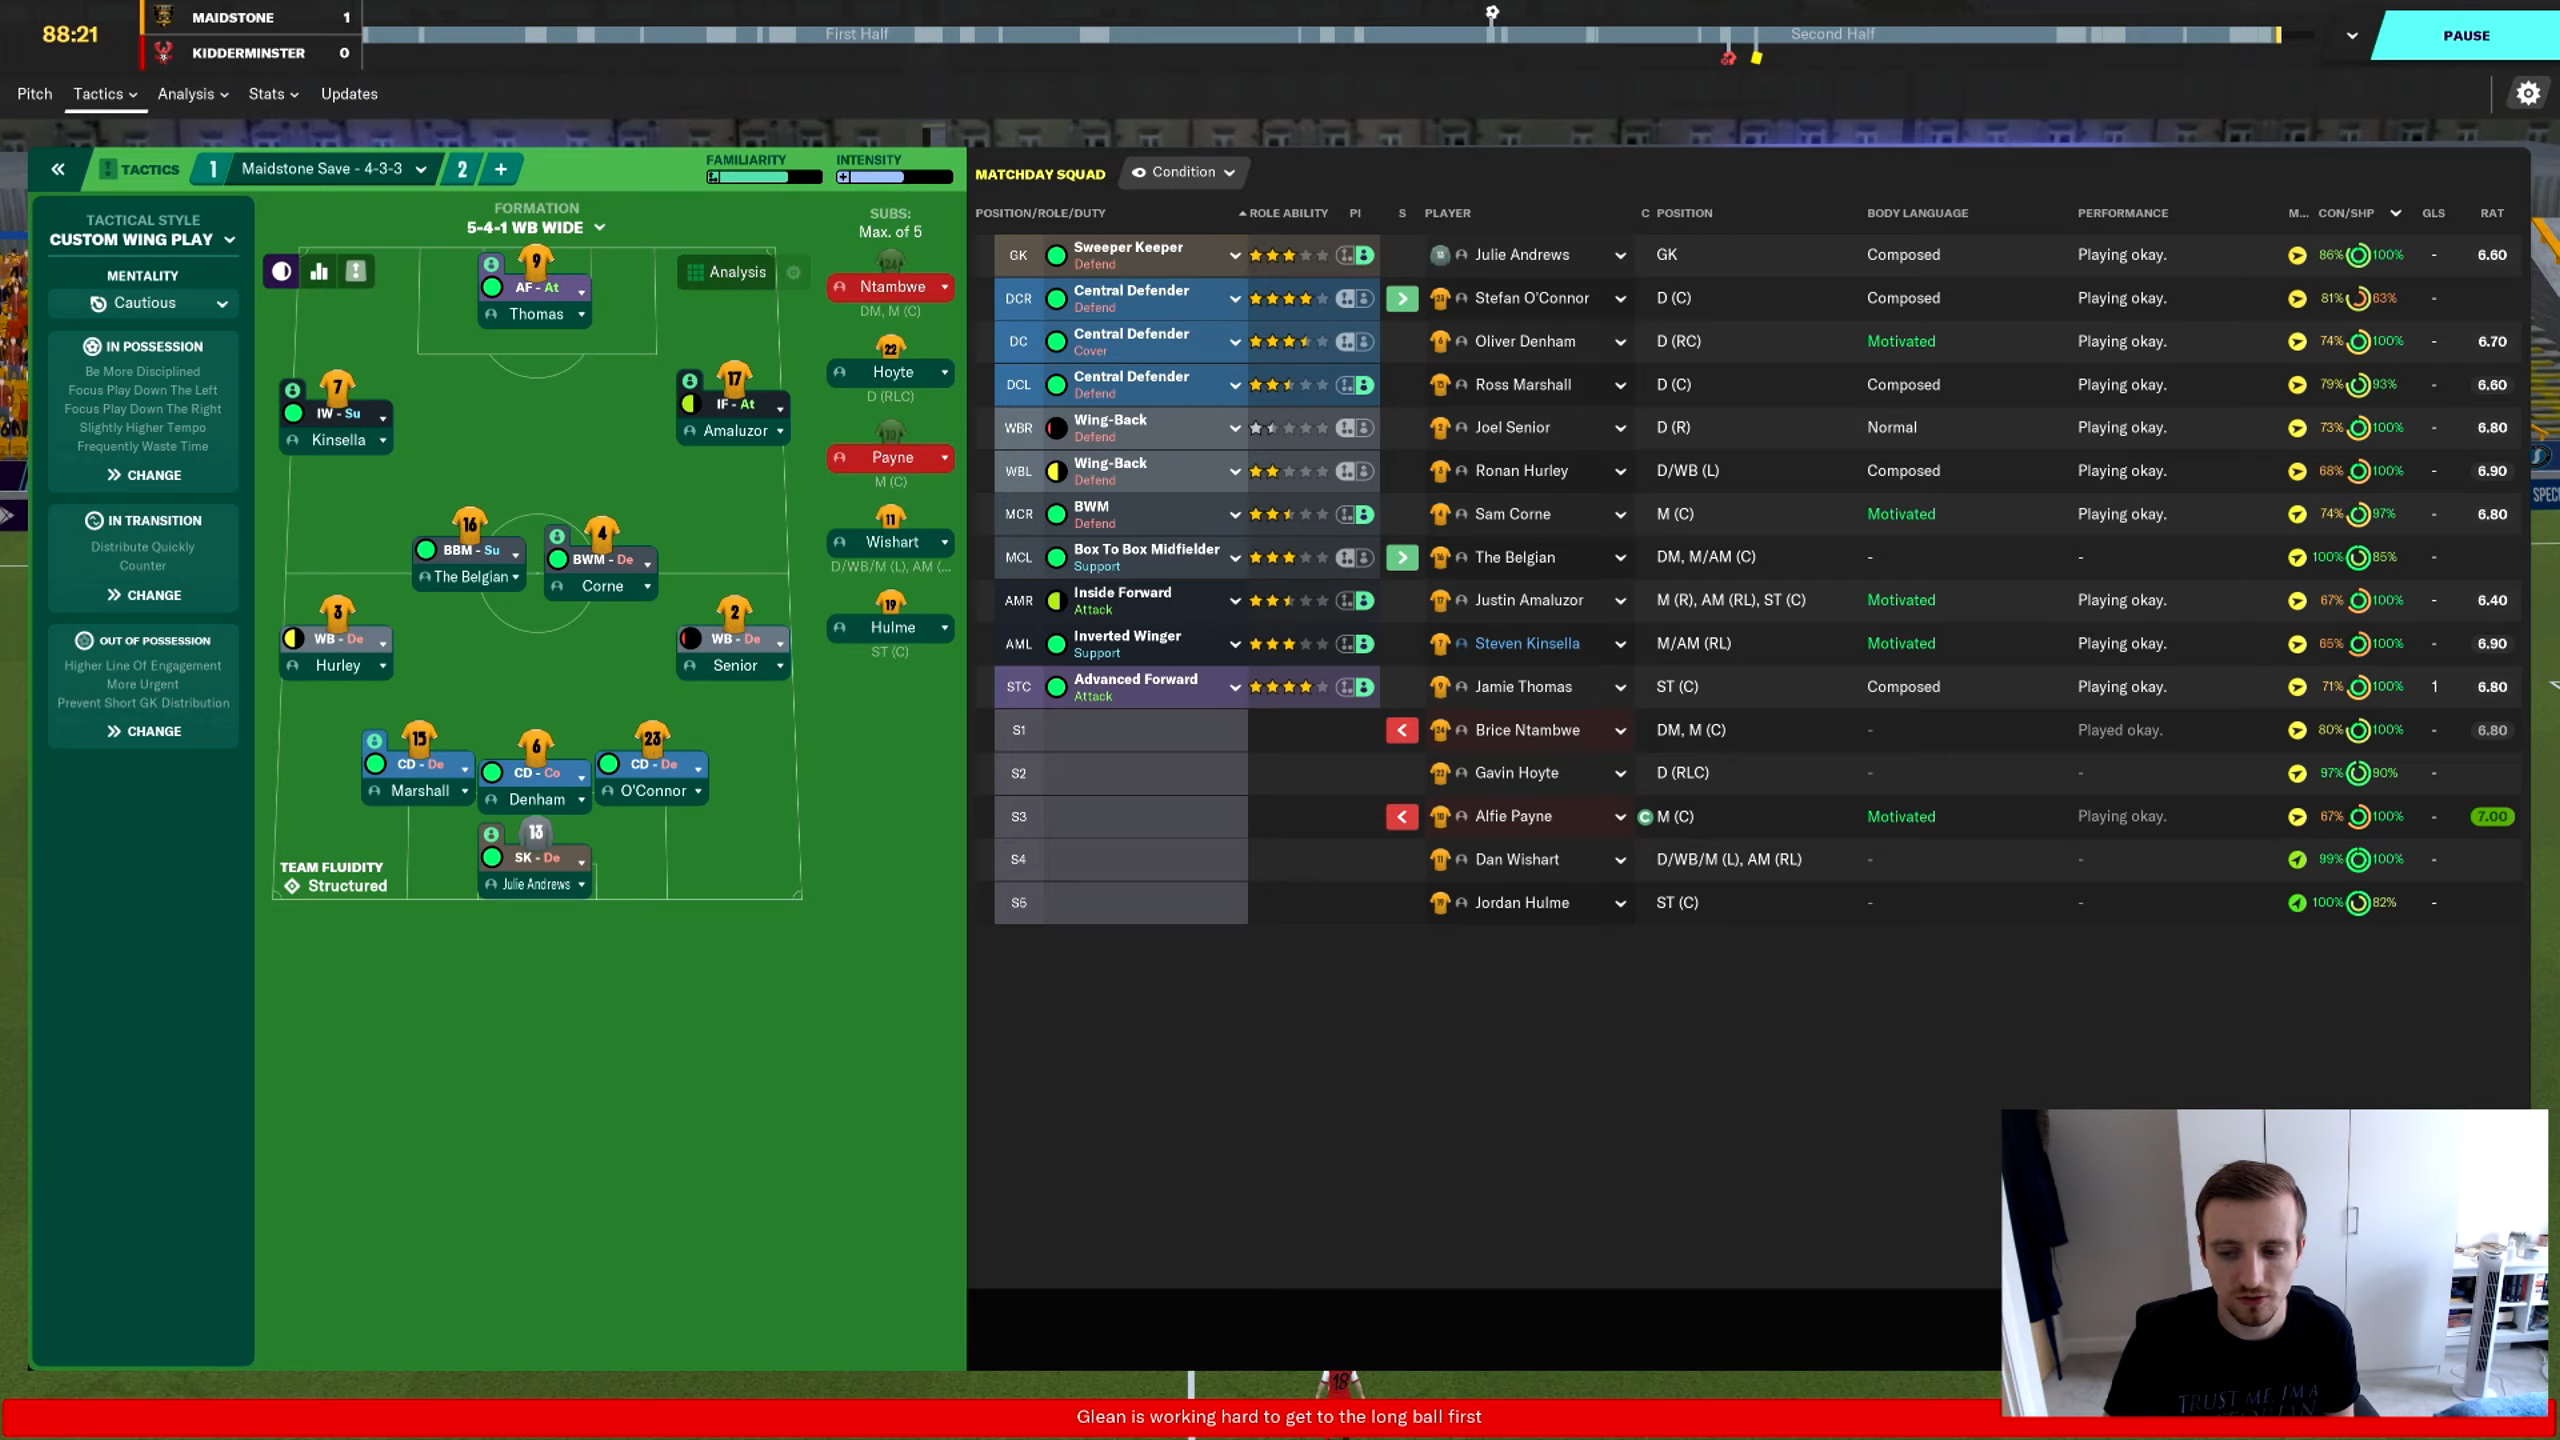 88:21
MAIDSTONE 1
KIDDERMINSTER 0
First Half
Second Half
PAUSE
Pitch Tactics Analysis Stats Updates
TACTICS 1 Maidstone Save - 4-3-3 2 +
FAMILIARITY
INTENSITY
TACTICAL STYLE
CUSTOM WING PLAY
MENTALITY
Cautious
IN POSSESSION
Be More Disciplined
Focus Play Down The Left
Focus Play Down The Right
Slightly Higher Tempo
Frequently Waste Time
CHANGE
IN TRANSITION
Distribute Quickly
Counter
CHANGE
OUT OF POSSESSION
Higher Line Of Engagement
More Urgent
Prevent Short GK Distribution
CHANGE
FORMATION
5-4-1 WB WIDE
Analysis
9
AF - At
Thomas
7
IW - Su
Kinsella
17
IF - At
Amaluzor
16
BBM - Su
The Belgian
4
BWM - De
Corne
3
WB - De
Hurley
2
WB - De
Senior
15
CD - De
Marshall
6
CD - Co
Denham
23
CD - De
O'Connor
13
SK - De
Julie Andrews
TEAM FLUIDITY
Structured
SUBS:
Max. of 5
24
Ntambwe
DM, M (C)
22
Hoyte
D (RLC)
10
Payne
M (C)
11
Wishart
D/WB/M (L), AM (...
19
Hulme
ST (C)
MATCHDAY SQUAD Condition
POSITION/ROLE/DUTY ROLE ABILITY PI S PLAYER C POSITION BODY LANGUAGE PERFORMANCE M... CON/SHP GLS RAT
GK Sweeper Keeper Julie Andrews GK Composed Playing okay. 86% 100% - 6.60
Defend
DCR Central Defender Stefan O'Connor D (C) Composed Playing okay. 81% 63% -
Defend
DC Central Defender Oliver Denham D (RC) Motivated Playing okay. 74% 100% - 6.70
Cover
DCL Central Defender Ross Marshall D (C) Composed Playing okay. 79% 93% - 6.60
Defend
WBR Wing-Back Joel Senior D (R) Normal Playing okay. 73% 100% - 6.80
Defend
WBL Wing-Back Ronan Hurley D/WB (L) Composed Playing okay. 68% 100% - 6.90
Defend
MCR BWM Sam Corne M (C) Motivated Playing okay. 74% 97% - 6.80
Defend
MCL Box To Box Midfielder The Belgian DM, M/AM (C) - - 100% 85% -
Support
AMR Inside Forward Justin Amaluzor M (R), AM (RL), ST (C) Motivated Playing okay. 67% 100% - 6.40
Attack
AML Inverted Winger Steven Kinsella M/AM (RL) Motivated Playing okay. 65% 100% - 6.90
Support
STC Advanced Forward Jamie Thomas ST (C) Composed Playing okay. 71% 100% 1 6.80
Attack
S1 Brice Ntambwe DM, M (C) - Played okay. 80% 100% - 6.80
S2 Gavin Hoyte D (RLC) - - 97% 90% -
S3 Alfie Payne C M (C) Motivated Playing okay. 67% 100% - 7.00
S4 Dan Wishart D/WB/M (L), AM (RL) - - 99% 100% -
S5 Jordan Hulme ST (C) - - 100% 82% -
SPECI
18
TRUST ME, I'M A
Glean is working hard to get to the long ball first